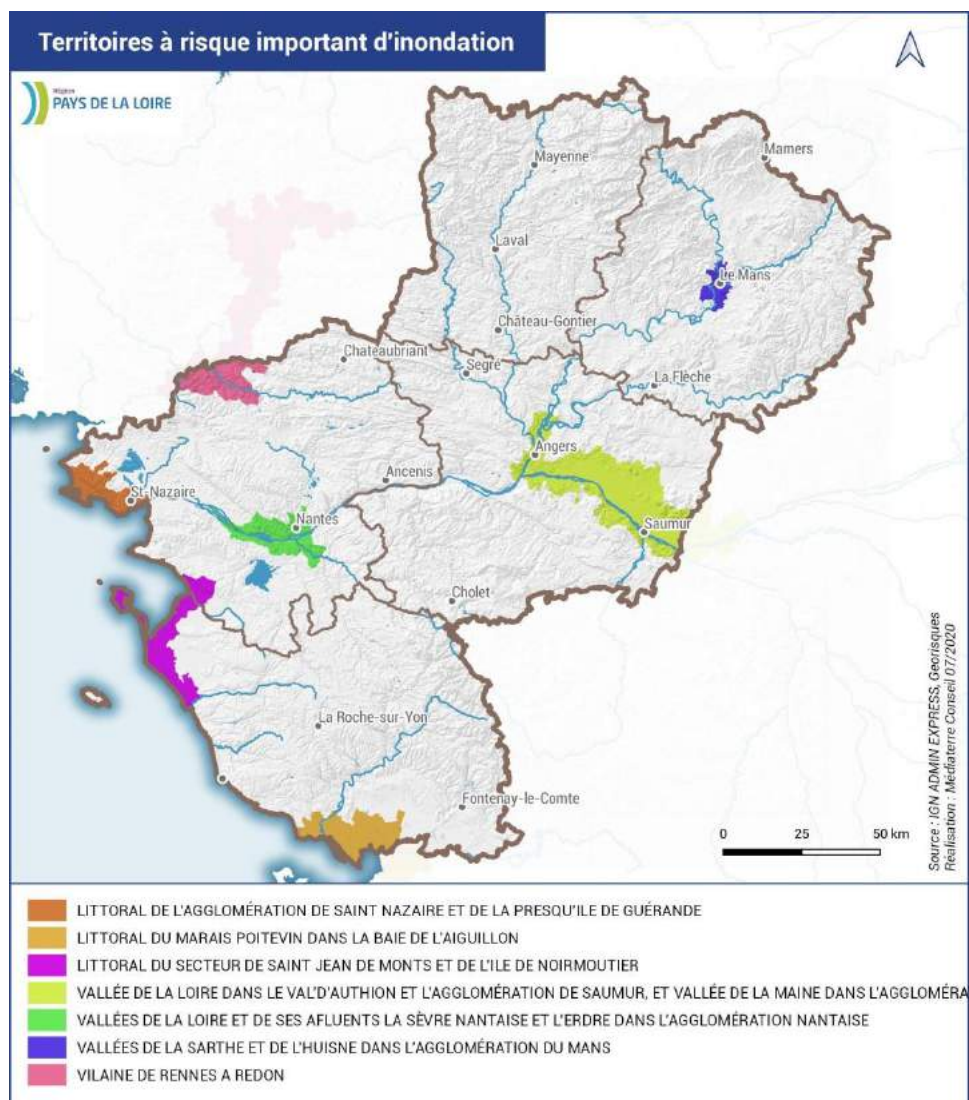 Territoires à risque important d'inondation
Région
PAYS DE LA LOIRE
Mamers
Mayenne
Laval
Le Mans
Château-Gontier
Chateaubriant
Segré
La Flèche
Angers
Ancenis
St-Nazaire
Nantes
Saumur
Cholet
La Roche-sur-Yon
Fontenay-le-Comte
0 25 50 km
Source : IGN ADMIN EXPRESS, Georisques
Réalisation : Médiaterre Conseil 07/2020
LITTORAL DE L'AGGLOMÉRATION DE SAINT NAZAIRE ET DE LA PRESQU'ILE DE GUÉRANDE
LITTORAL DU MARAIS POITEVIN DANS LA BAIE DE L'AIGUILLON
LITTORAL DU SECTEUR DE SAINT JEAN DE MONTS ET DE L'ILE DE NOIRMOUTIER
VALLÉE DE LA LOIRE DANS LE VAL'D'AUTHION ET L'AGGLOMÉRATION DE SAUMUR, ET VALLÉE DE LA MAINE DANS L'AGGLOMÉRA
VALLÉES DE LA LOIRE ET DE SES AFLUENTS LA SÈVRE NANTAISE ET L'ERDRE DANS L'AGGLOMÉRATION NANTAISE
VALLÉES DE LA SARTHE ET DE L'HUISNE DANS L'AGGLOMÉRATION DU MANS
VILAINE DE RENNES A REDON